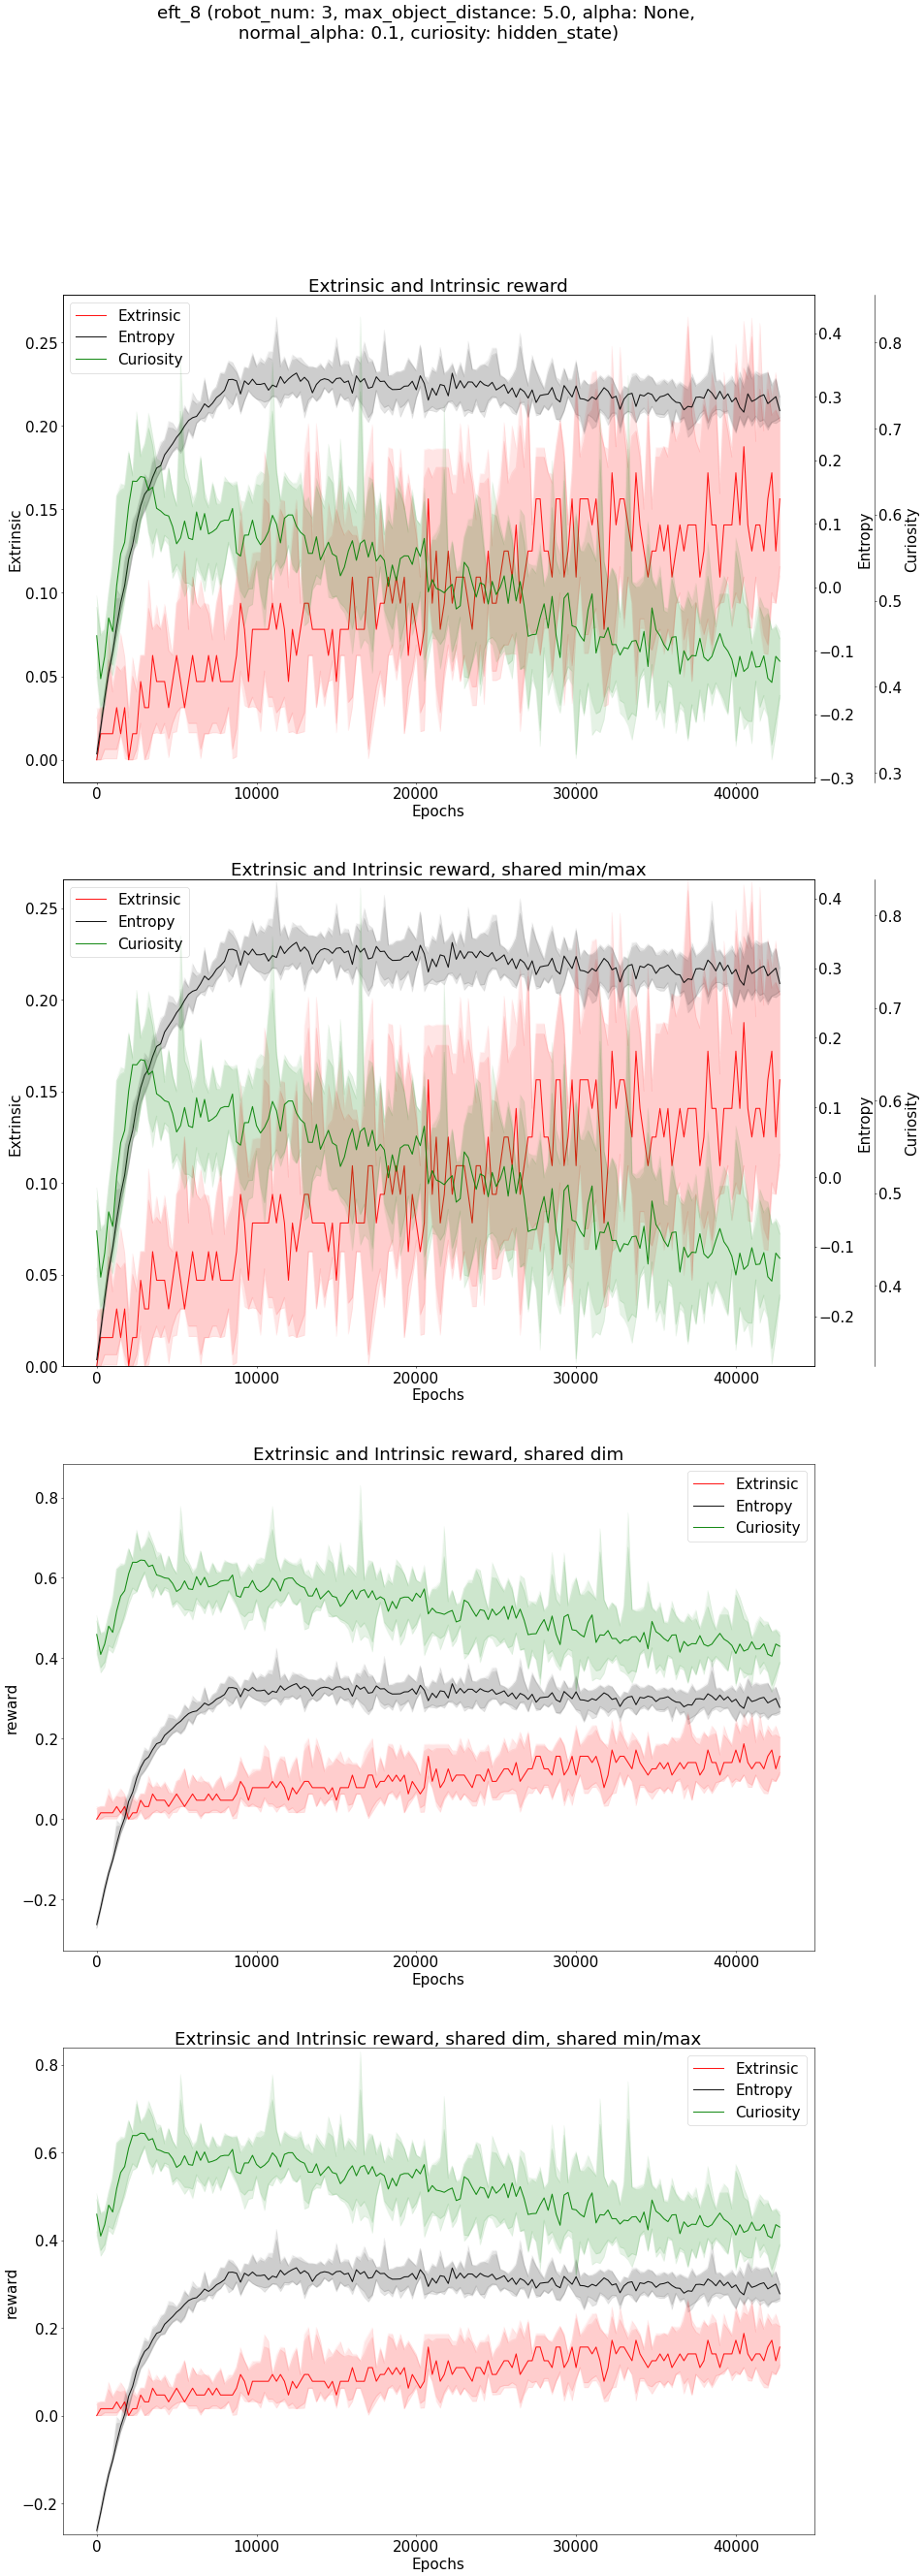 eft_8 (robot_num: 3, max_object_distance: 5.0, alpha: None,
normal_alpha: 0.1, curiosity: hidden_state)
Extrinsic and Intrinsic reward
Extrinsic
Entropy
Curiosity
0.25
0.20
0.15
0.10
0.05
0.00
Extrinsic
0.4
0.3
0.2
0.1
0.0
−0.1
−0.2
−0.3
Entropy
0.8
0.7
0.6
0.5
0.4
0.3
Curiosity
0 10000 20000 30000 40000
Epochs
Extrinsic and Intrinsic reward, shared min/max
Extrinsic
Entropy
Curiosity
0.25
0.20
0.15
0.10
0.05
0.00
Extrinsic
0.4
0.3
0.2
0.1
0.0
−0.1
−0.2
Entropy
0.8
0.7
0.6
0.5
0.4
Curiosity
0 10000 20000 30000 40000
Epochs
Extrinsic and Intrinsic reward, shared dim
Extrinsic
Entropy
Curiosity
0.8
0.6
0.4
0.2
0.0
−0.2
reward
0 10000 20000 30000 40000
Epochs
Extrinsic and Intrinsic reward, shared dim, shared min/max
Extrinsic
Entropy
Curiosity
0.8
0.6
0.4
0.2
0.0
−0.2
reward
0 10000 20000 30000 40000
Epochs